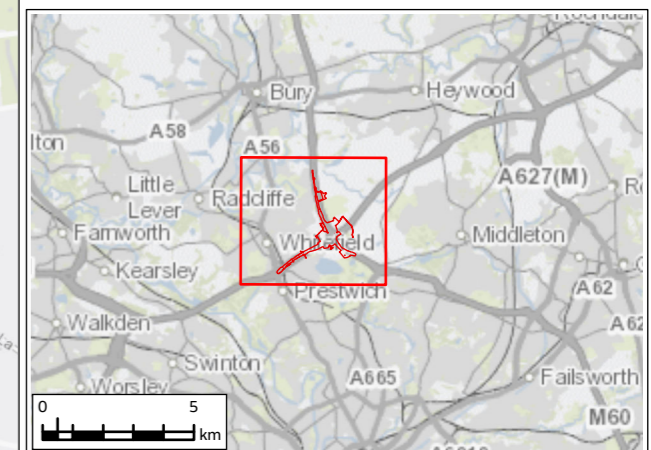 Bury
Heywood
A58
lton
A56
A627(M)
Little
Lever
Radcliffe
Farnworth
Whitefield
Middleton
Kearsley
A62
Prestwich
Walkden
A62
Swinton
A665
Failsworth
Worsley
M60
0 5
km